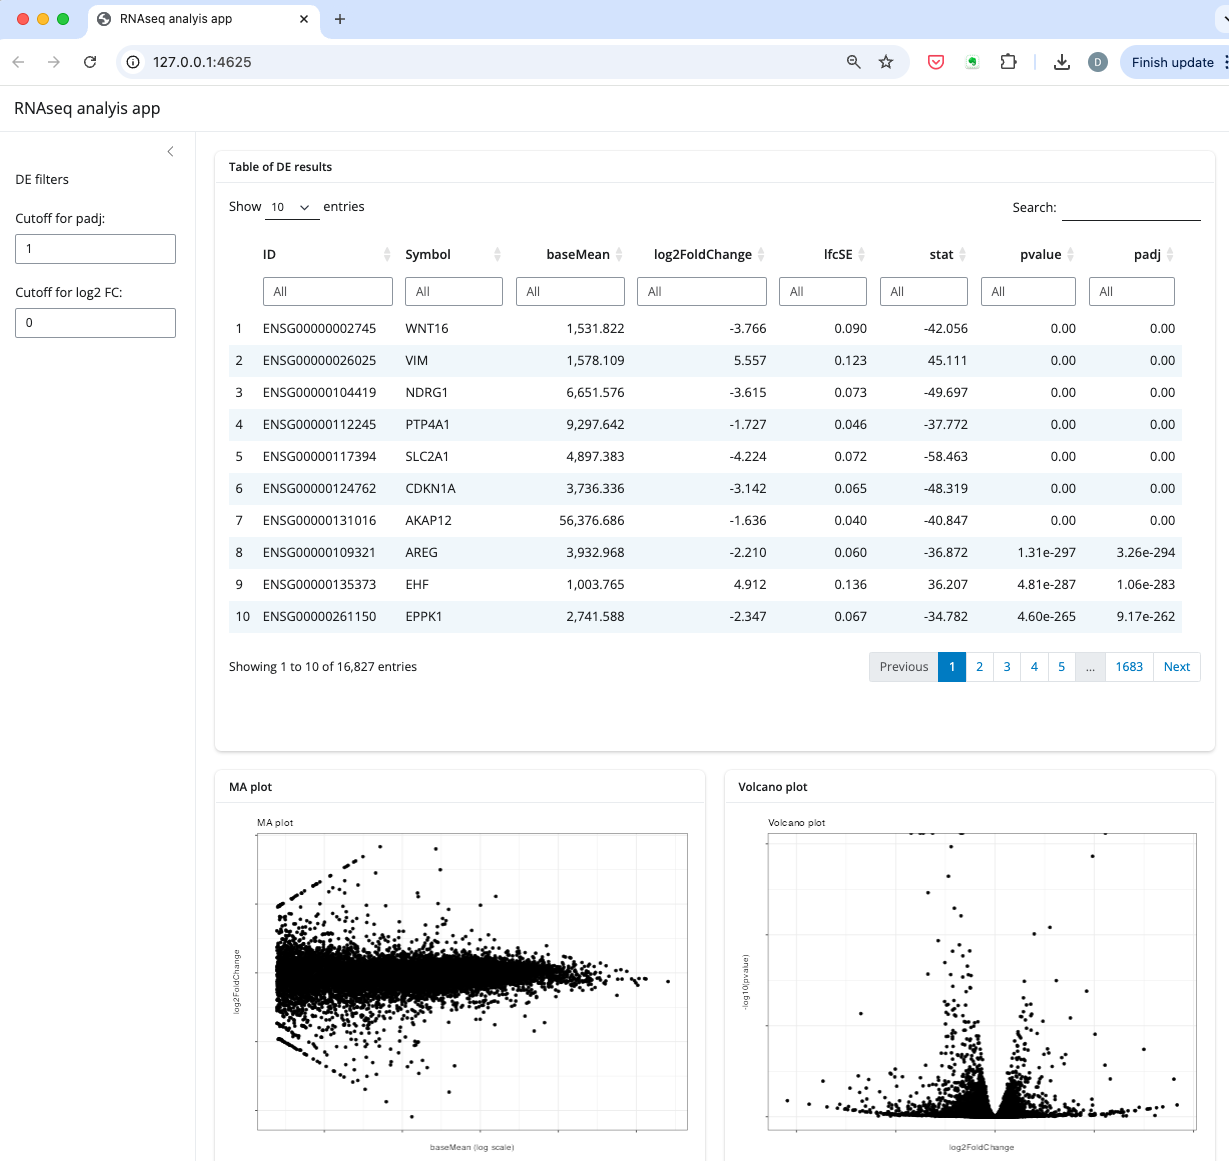 RNAseq analyis app
127.0.0.1:4625
D
Finish update
RNAseq analyis app
DE filters
Cutoff for padj:
1
Cutoff for log2 FC:
0
Table of DE results
Show 10 entries
Search:
ID Symbol baseMean log2FoldChange lfcSE stat pvalue padj
All All All All All All All All
1 ENSG00000002745 WNT16 1,531.822 -3.766 0.090 -42.056 0.00 0.00
2 ENSG00000026025 VIM 1,578.109 5.557 0.123 45.111 0.00 0.00
3 ENSG00000104419 NDRG1 6,651.576 -3.615 0.073 -49.697 0.00 0.00
4 ENSG00000112245 PTP4A1 9,297.642 -1.727 0.046 -37.772 0.00 0.00
5 ENSG00000117394 SLC2A1 4,897.383 -4.224 0.072 -58.463 0.00 0.00
6 ENSG00000124762 CDKN1A 3,736.336 -3.142 0.065 -48.319 0.00 0.00
7 ENSG00000131016 AKAP12 56,376.686 -1.636 0.040 -40.847 0.00 0.00
8 ENSG00000109321 AREG 3,932.968 -2.210 0.060 -36.872 1.31e-297 3.26e-294
9 ENSG00000135373 EHF 1,003.765 4.912 0.136 36.207 4.81e-287 1.06e-283
10 ENSG00000261150 EPPK1 2,741.588 -2.347 0.067 -34.782 4.60e-265 9.17e-262
Showing 1 to 10 of 16,827 entries
Previous 1 2 3 4 5 ... 1683 Next
MA plot
MA plot
log2FoldChange
baseMean (log scale)
Volcano plot
Volcano plot
-log10(pvalue)
log2FoldChange